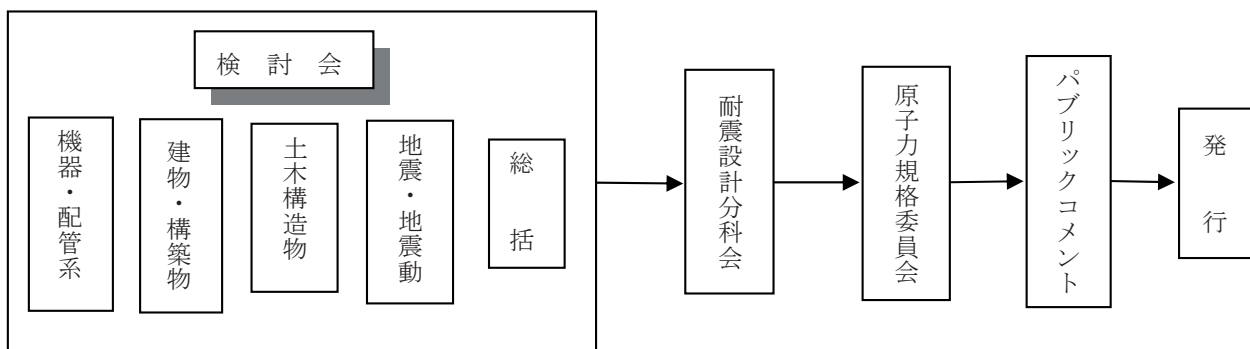 検討会
機器・配管系
建物・構築物
土木構造物
地震・地震動
総括
耐震設計分科会
原子力規格委員会
パブリックコメント
発行